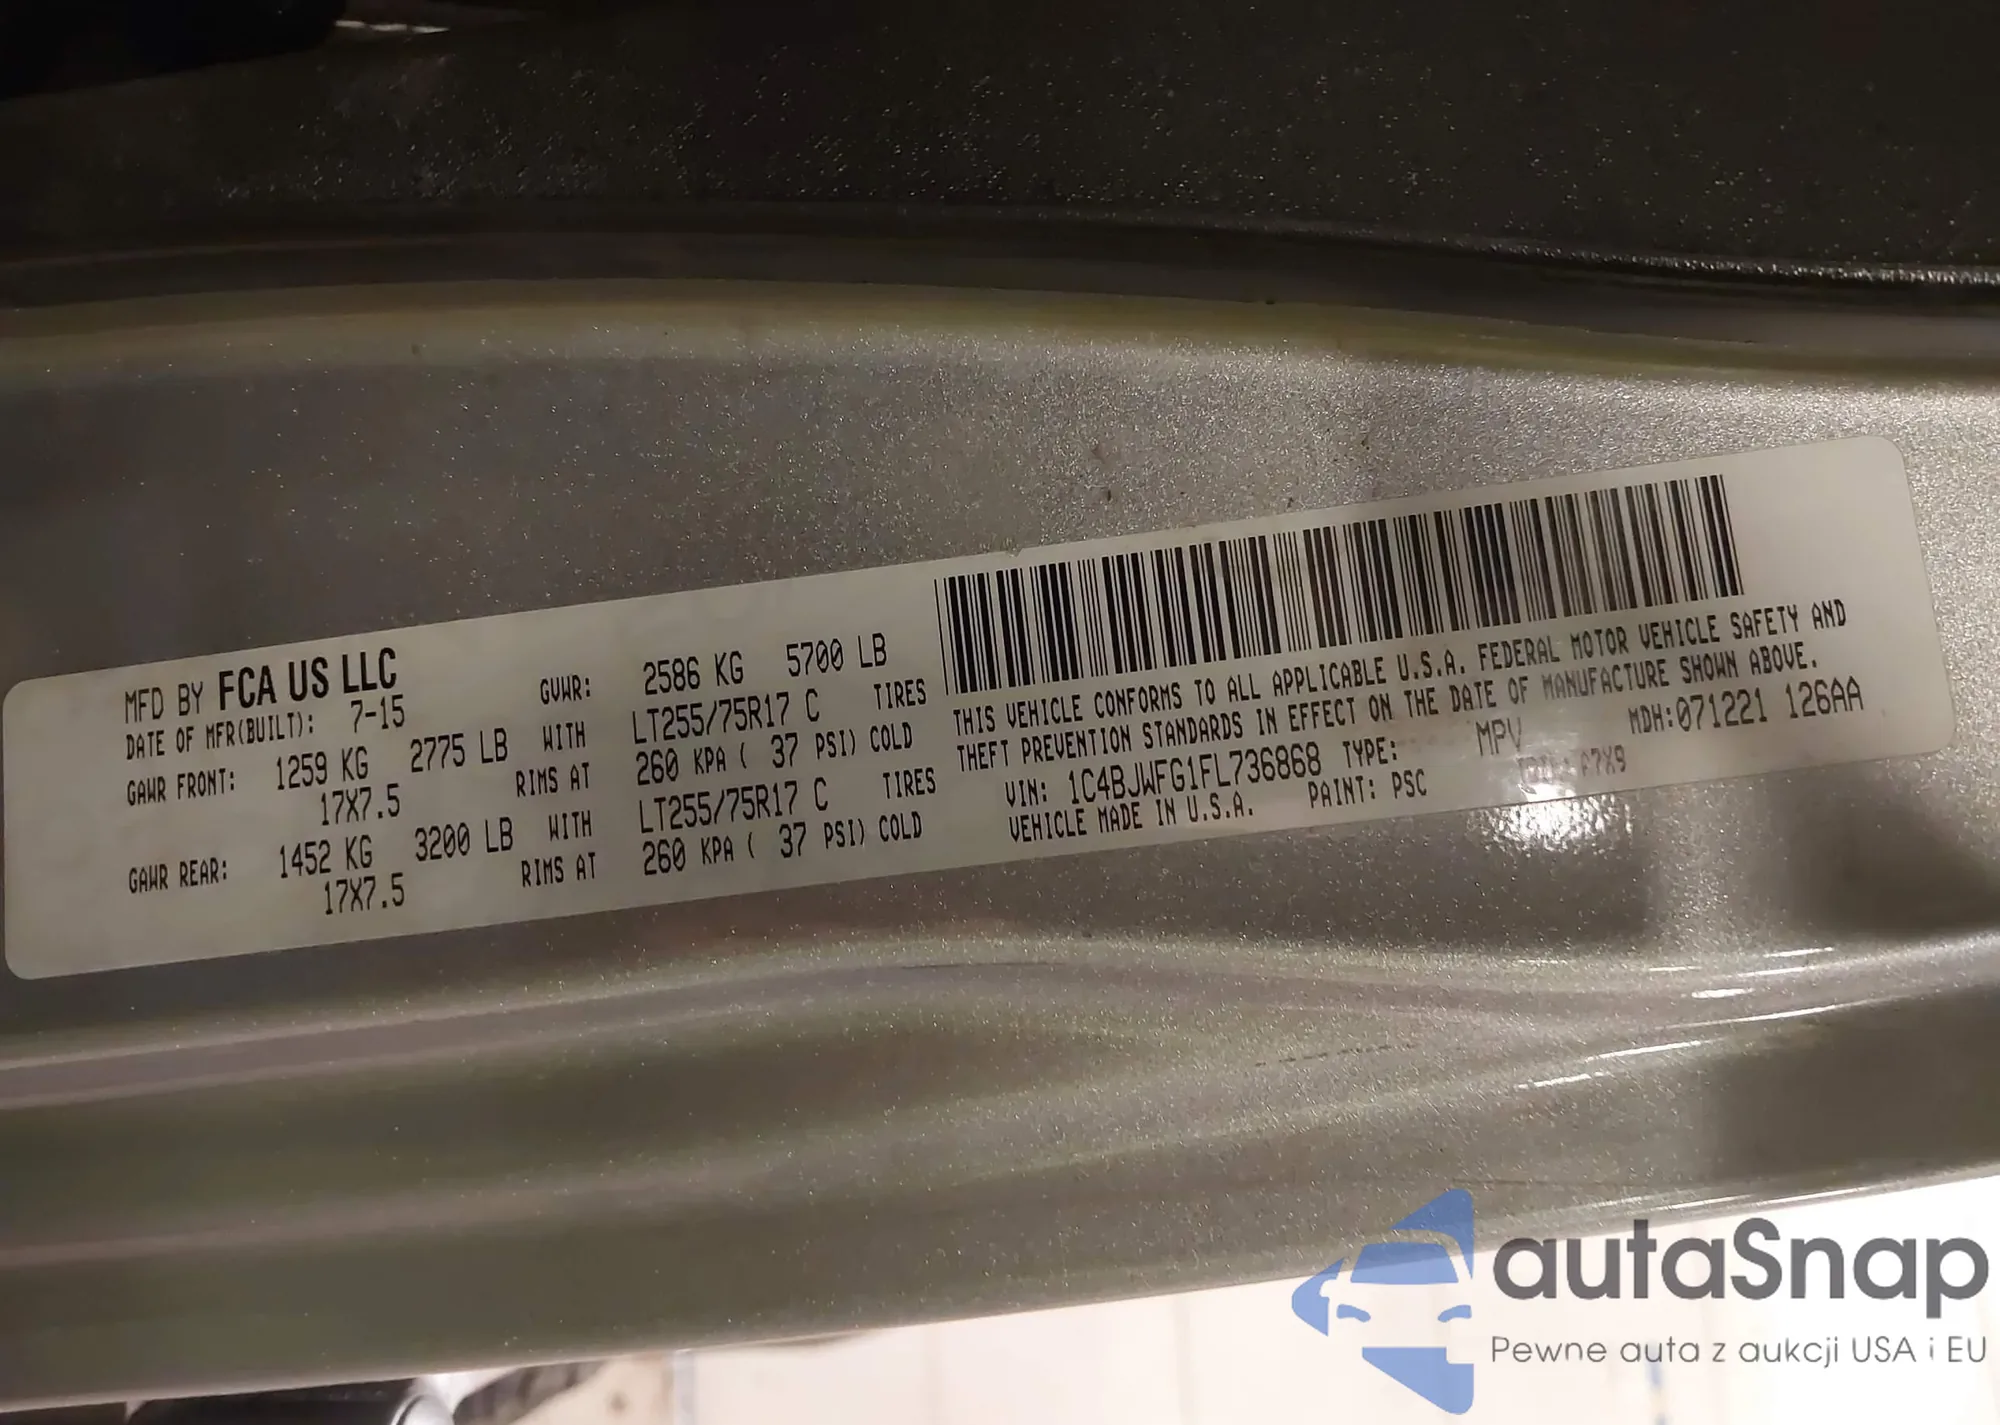 MFD BY FCA US LLC
DATE OF MFR(BUILT): 7-15
GVWR: 2586 KG 5700 LB
GAWR FRONT: 1259 KG 2775 LB WITH LT255/75R17 C TIRES
17X7.5 RIMS AT 260 KPA ( 37 PSI) COLD
GAWR REAR: 1452 KG 3200 LB WITH LT255/75R17 C TIRES
17X7.5 RIMS AT 260 KPA ( 37 PSI) COLD
THIS VEHICLE CONFORMS TO ALL APPLICABLE U.S.A. FEDERAL MOTOR VEHICLE SAFETY AND
THEFT PREVENTION STANDARDS IN EFFECT ON THE DATE OF MANUFACTURE SHOWN ABOVE.
VIN: 1C4BJWFG1FL736868 TYPE: MPV MDH:071221 126AA
VEHICLE MADE IN U.S.A. PAINT: PSC
autaSnap
Pewne auta z aukcji USA i EU